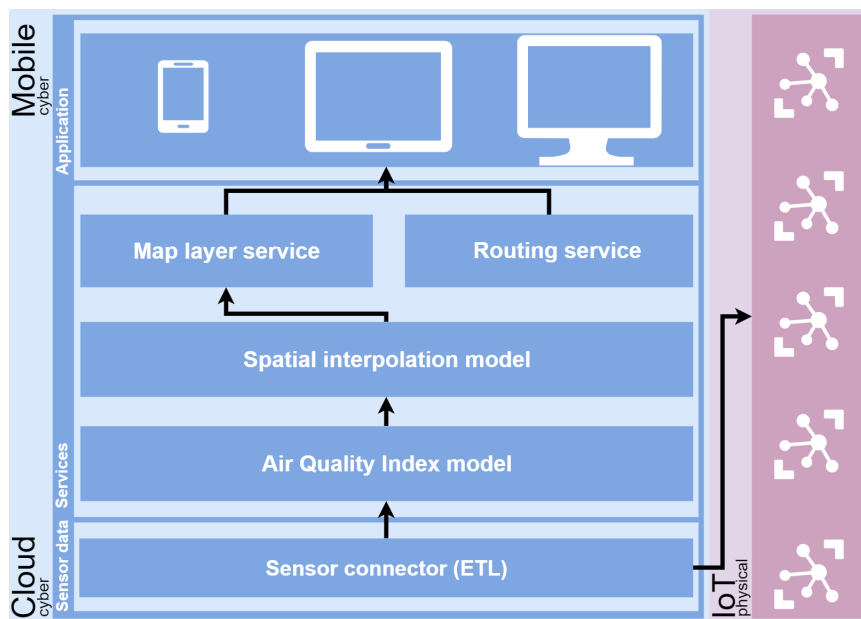 Mobile
cyber
Application
Map layer service
Routing service
Spatial interpolation model
Air Quality Index model
Services
Sensor connector (ETL)
Sensor data
Cloud
cyber
IoT
physical